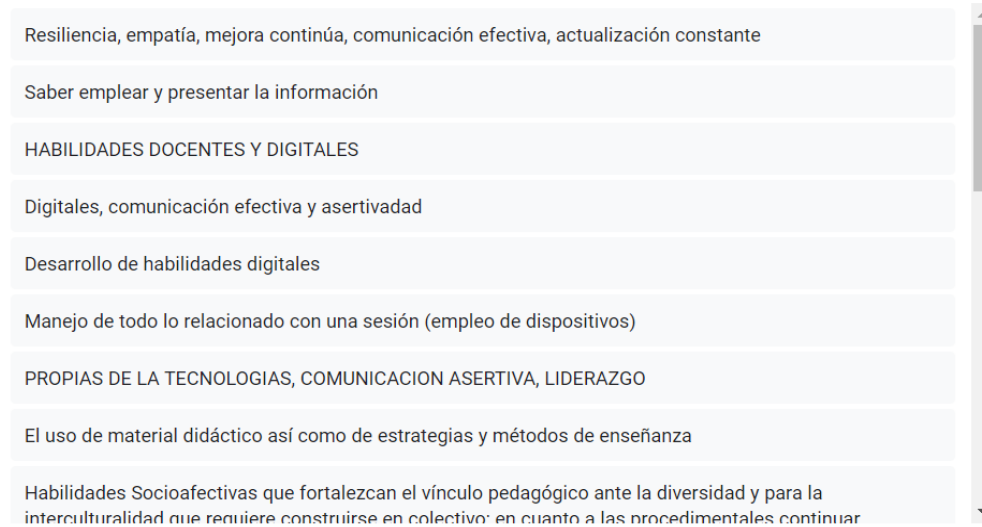 Resiliencia, empatía, mejora continúa, comunicación efectiva, actualización constante
Saber emplear y presentar la información
HABILIDADES DOCENTES Y DIGITALES
Digitales, comunicación efectiva y asertivadad
Desarrollo de habilidades digitales
Manejo de todo lo relacionado con una sesión (empleo de dispositivos)
PROPIAS DE LA TECNOLOGIAS, COMUNICACION ASERTIVA, LIDERAZGO
El uso de material didáctico así como de estrategias y métodos de enseñanza
Habilidades Socioafectivas que fortalezcan el vínculo pedagógico ante la diversidad y para la
interculturalidad que requiere construirse en colectivo; en cuanto a las procedimentales continuar